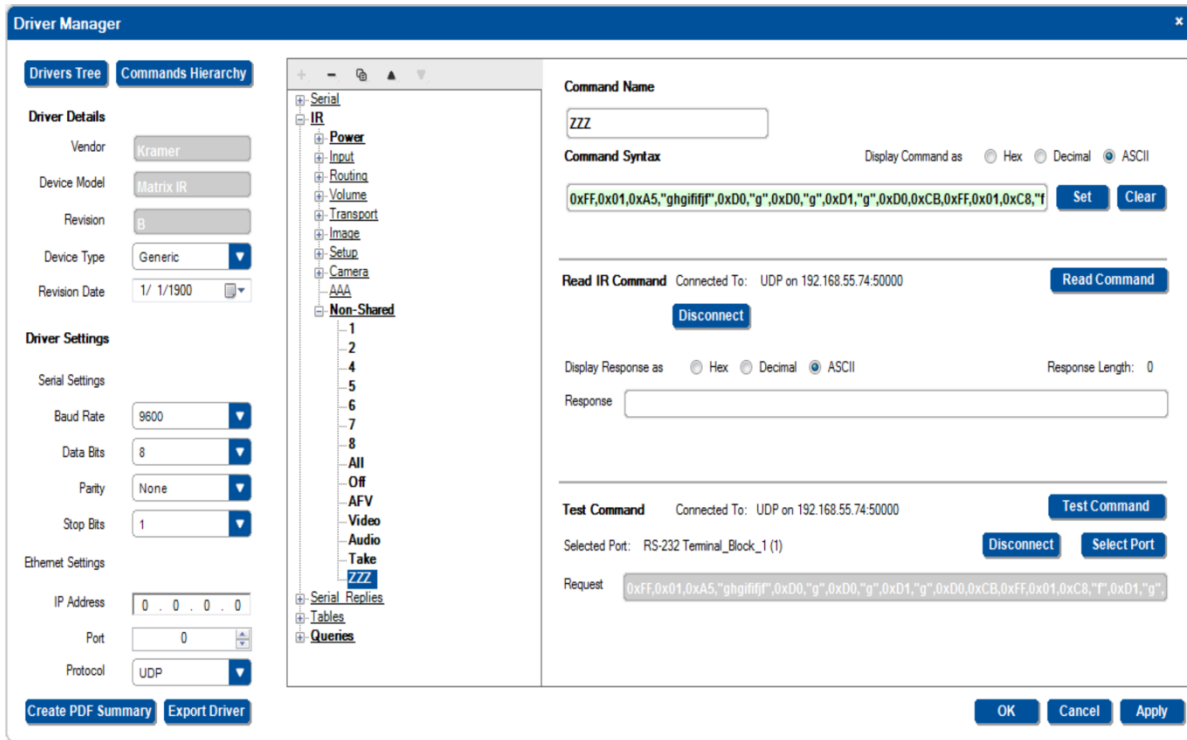 Driver Manager
x
Drivers Tree
Commands Hierarchy
Driver Details
Vendor
Kramer
Device Model
Matrix IR
Revision
B
Device Type
Generic
Revision Date
1/ 1/1900
Driver Settings
Serial Settings
Baud Rate
9600
Data Bits
8
Parity
None
Stop Bits
1
Ethernet Settings
IP Address
0 . 0 . 0 . 0
Port
0
Protocol
UDP
Create PDF Summary
Export Driver
Serial
IR
Power
Input
Routing
Volume
Transport
Image
Setup
Camera
AAA
Non-Shared
1
2
4
5
6
7
8
All
Off
AFV
Video
Audio
Take
ZZZ
Serial_Replies
Tables
Queries
Command Name
ZZZ
Command Syntax
Display Command as Hex Decimal ASCII
0xFF,0x01,0xA5,"ghgififjf",0xD0,"g",0xD0,"g",0xD1,"g",0xD0,0xCB,0xFF,0x01,0xC8,"f
Set
Clear
Read IR Command Connected To: UDP on 192.168.55.74:50000
Read Command
Disconnect
Display Response as Hex Decimal ASCII
Response Length: 0
Response
Test Command Connected To: UDP on 192.168.55.74:50000
Test Command
Selected Port: RS-232 Terminal_Block_1 (1)
Disconnect
Select Port
Request
0xFF,0x01,0xA5,"ghgififjf",0xD0,"g",0xD0,"g",0xD1,"g",0xD0,0xCB,0xFF,0x01,0xC8,"f",0xD1,"g",
OK
Cancel
Apply